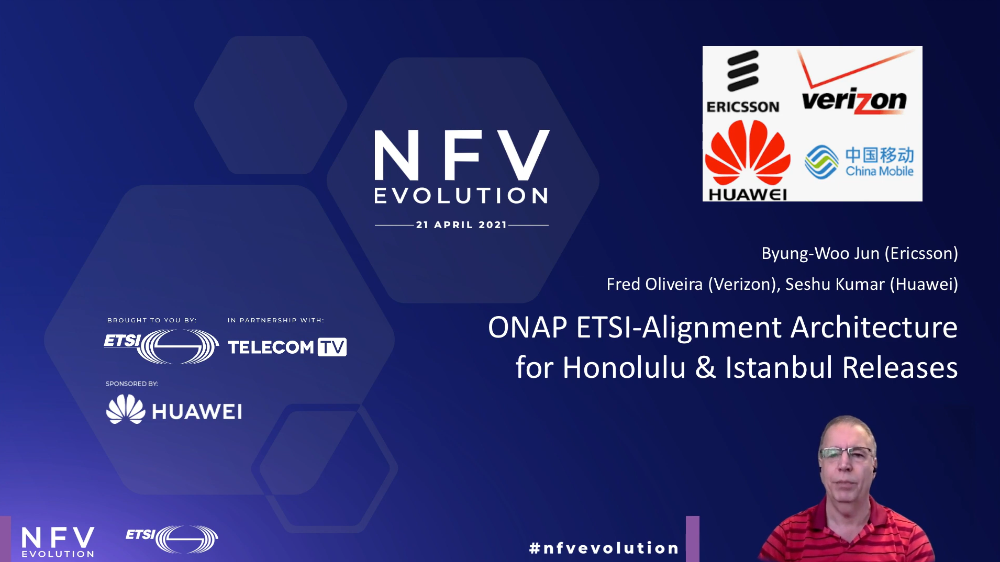 NFV
EVOLUTION
21 APRIL 2021
ERICSSON
verizon
HUAWEI
中国移动
China Mobile
Byung-Woo Jun (Ericsson)
Fred Oliveira (Verizon), Seshu Kumar (Huawei)
ONAP ETSI-Alignment Architecture
for Honolulu & Istanbul Releases
BROUGHT TO YOU BY:
ETSI
IN PARTNERSHIP WITH:
TELECOM TV
SPONSORED BY:
HUAWEI
NFV
EVOLUTION
ETSI
#nfvevolution